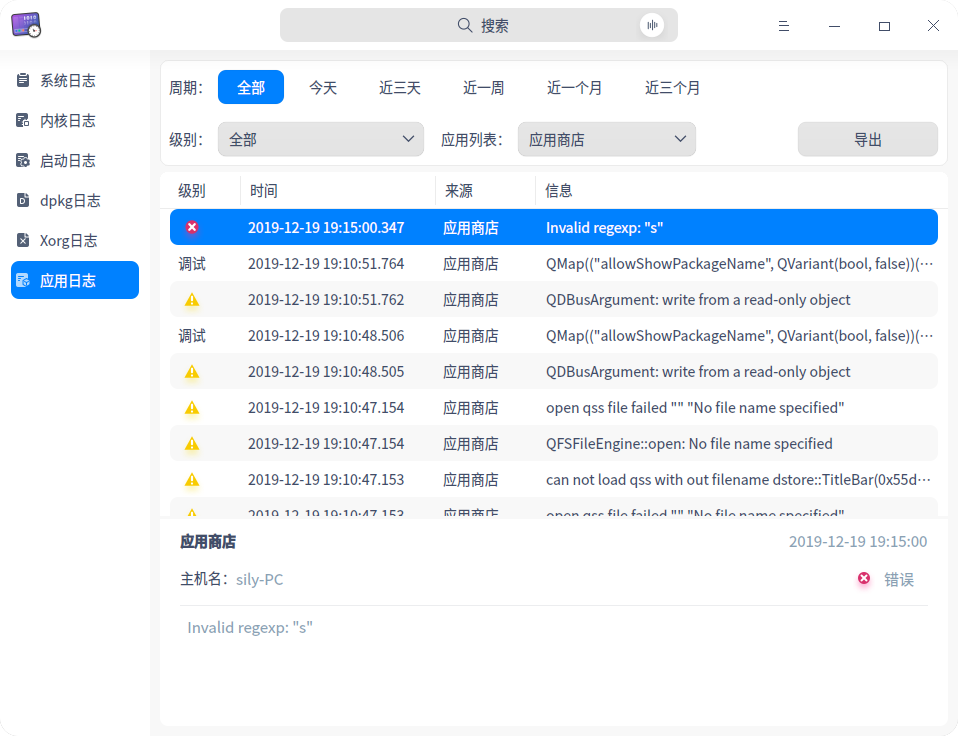 搜索
系统日志
内核日志
启动日志
dpkg日志
Xorg日志
应用日志
周期： 全部 今天 近三天 近一周 近一个月 近三个月
级别： 全部 应用列表： 应用商店 导出
级别 时间 来源 信息
2019-12-19 19:15:00.347 应用商店 Invalid regexp: "s"
调试 2019-12-19 19:10:51.764 应用商店 QMap(("allowShowPackageName", QVariant(bool, false))(···
2019-12-19 19:10:51.762 应用商店 QDBusArgument: write from a read-only object
调试 2019-12-19 19:10:48.506 应用商店 QMap(("allowShowPackageName", QVariant(bool, false))(···
2019-12-19 19:10:48.505 应用商店 QDBusArgument: write from a read-only object
2019-12-19 19:10:47.154 应用商店 open qss file failed "" "No file name specified"
2019-12-19 19:10:47.154 应用商店 QFSFileEngine::open: No file name specified
2019-12-19 19:10:47.153 应用商店 can not load qss with out filename dstore::TitleBar(0x55d···
2019-12-19 19:10:47.153 应用商店 open qss file failed "" "No file name specified"
应用商店 2019-12-19 19:15:00
主机名： sily-PC 错误
Invalid regexp: "s"